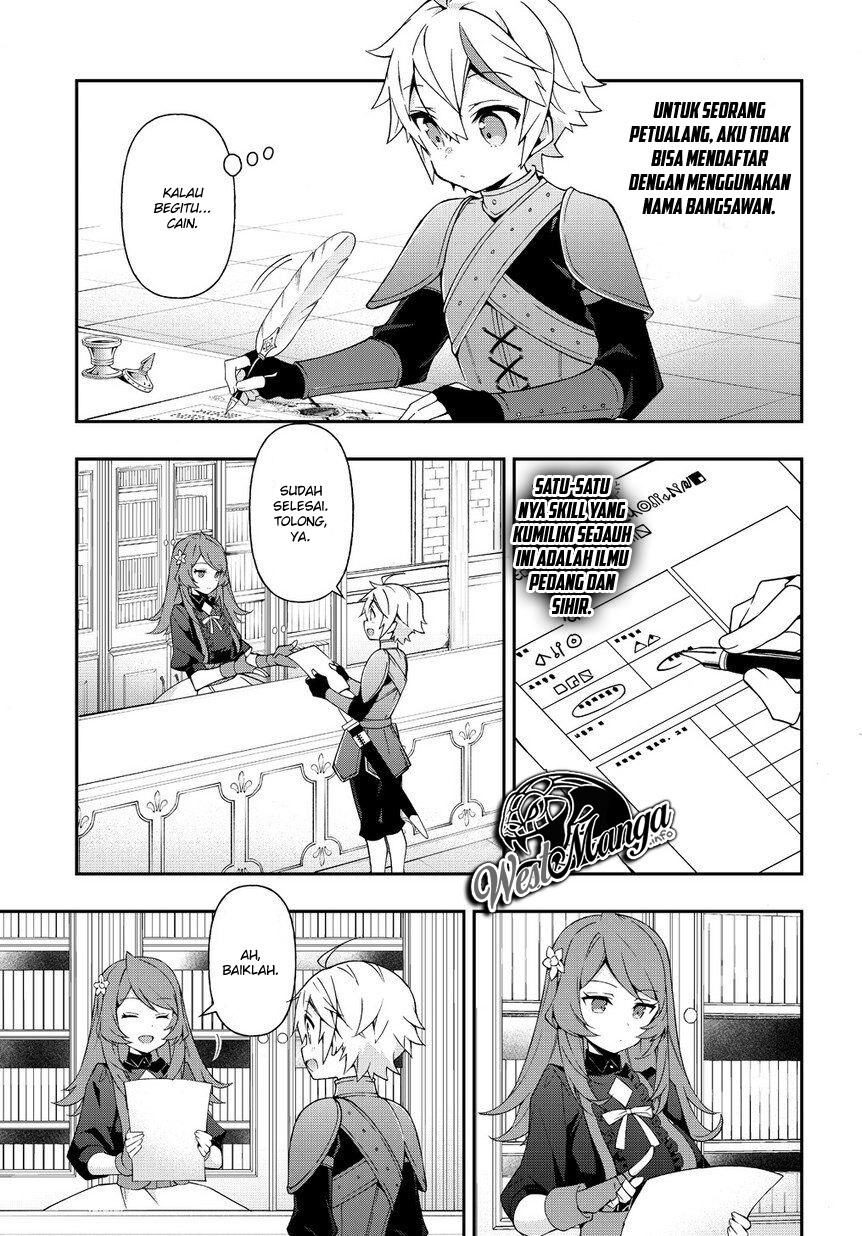 UNTUK SEORANG
PETUALANG, AKU TIDAK
BISA MENDAFTAR
DENGAN MENGGUNAKAN
NAMA BANGSAWAN.
KALAU
BEGITU...
CAIN.
SATU-SATU
NYA SKILL YANG
KUMILIKI SEJAUH
INI ADALAH ILMU
PEDANG DAN
SIHIR.
SUDAH
SELESAI.
TOLONG,
YA.
WestManga
.info
AH,
BAIKLAH.